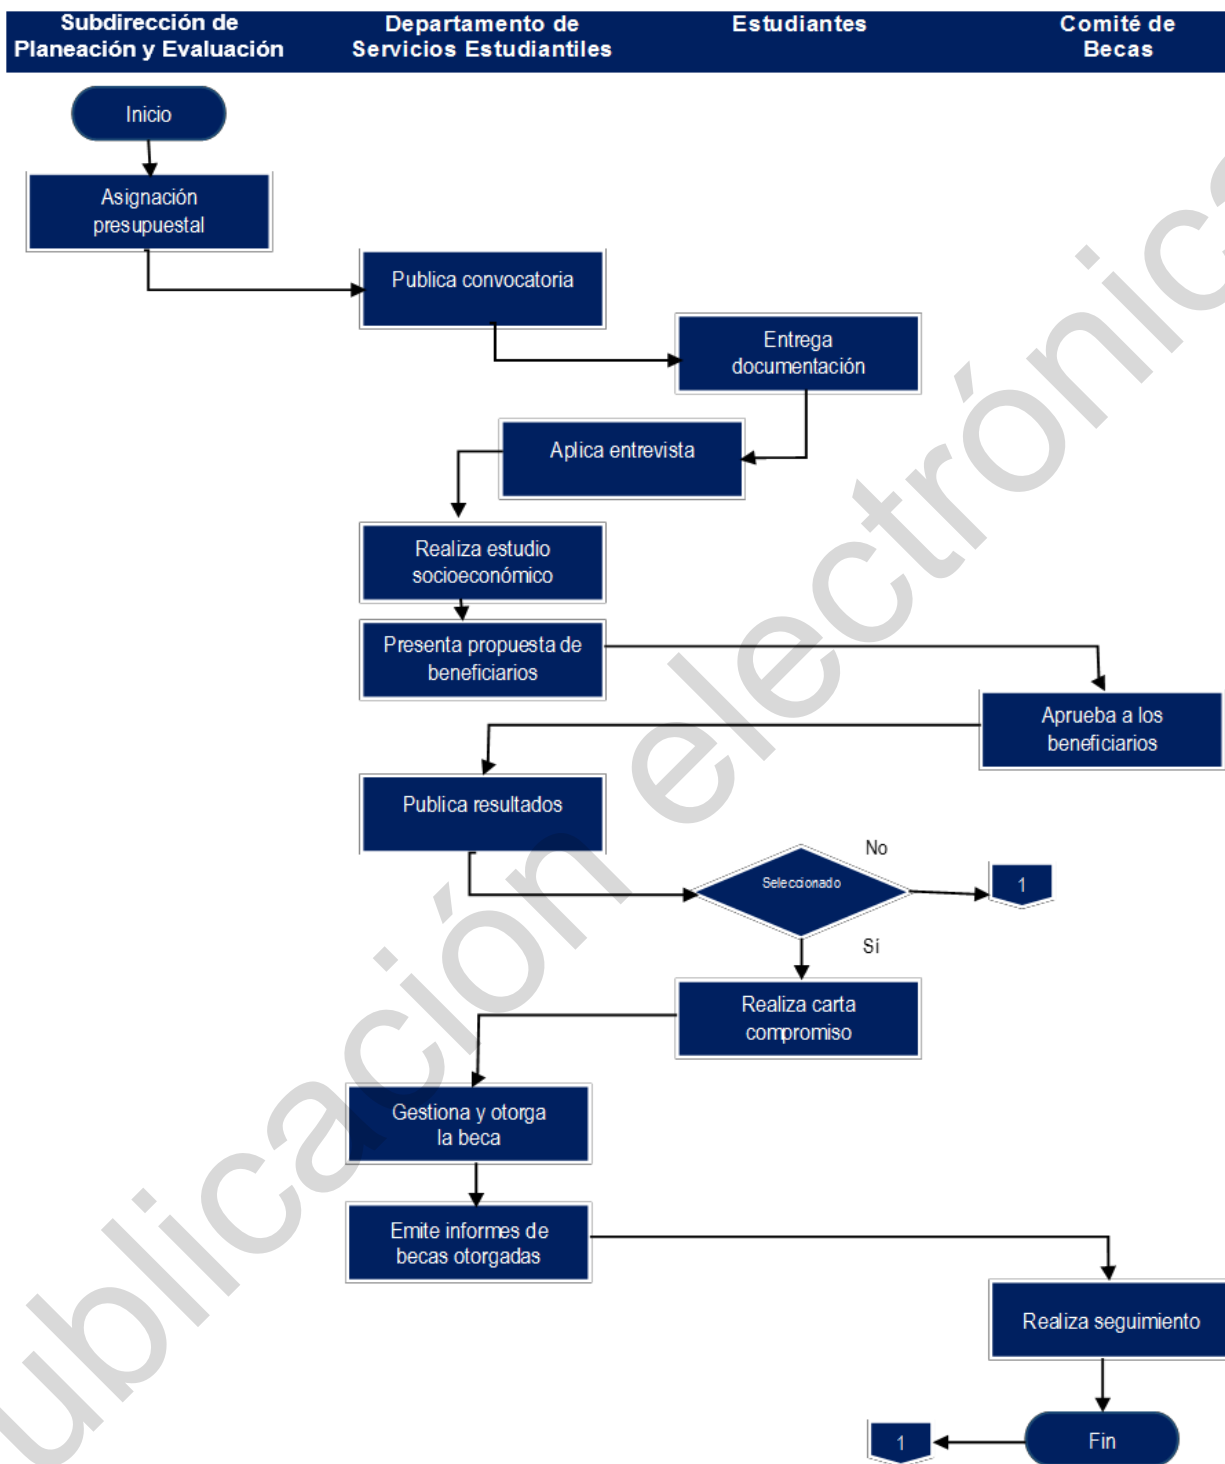 Subdirección de
Planeación y Evaluación
Departamento de
Servicios Estudiantiles
Estudiantes
Comité de
Becas
Inicio
Asignación
presupuestal
Publica convocatoria
Entrega
documentación
Aplica entrevista
Realiza estudio
socioeconómico
Presenta propuesta de
beneficiarios
Aprueba a los
beneficiarios
Publica resultados
Seleccionado
No
1
Sí
Realiza carta
compromiso
Gestiona y otorga
la beca
Emite informes de
becas otorgadas
Realiza seguimiento
Fin
1
ublicación electrónica